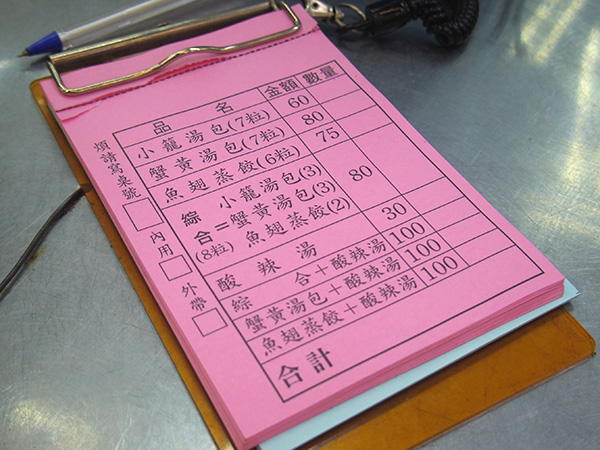 品名 金額 數量
小籠湯包(7粒) 60
蟹黃湯包(7粒) 80
魚翅蒸餃(6粒) 75
綜合(8粒)= 小籠湯包(3) 80
蟹黃湯包(3)
魚翅蒸餃(2)
酸辣湯 30
綜合+酸辣湯 100
蟹黃湯包+酸辣湯 100
魚翅蒸餃+酸辣湯 100
合計
煩請寫桌號
內用
外帶